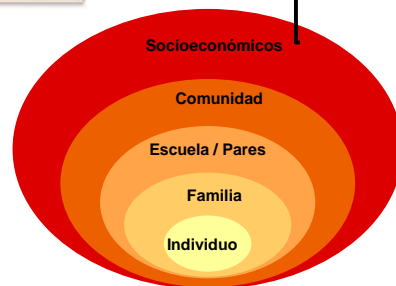 Socioeconómicos
Comunidad
Escuela / Pares
Familia
Individuo